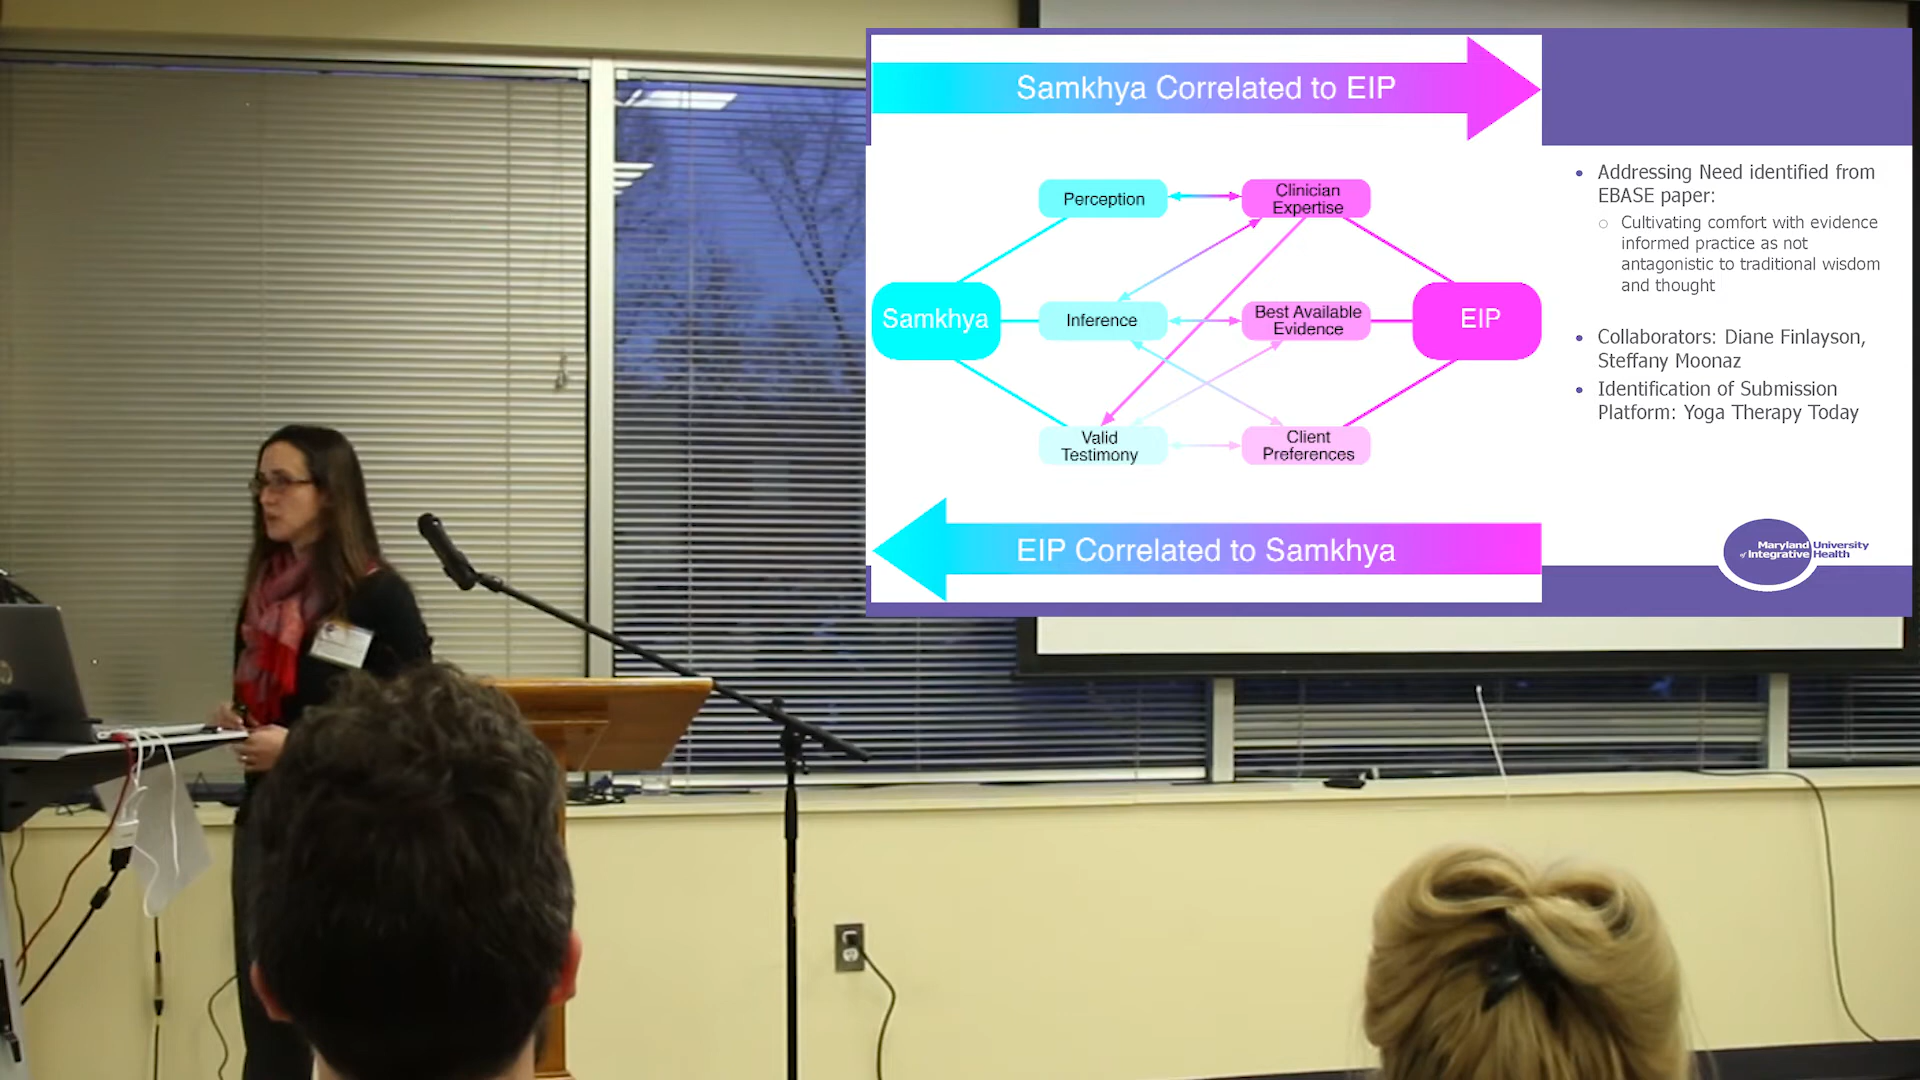 Samkhya Correlated to EIP
Perception
Clinician
Expertise
Samkhya
Inference
Best Available
Evidence
EIP
Valid
Testimony
Client
Preferences
EIP Correlated to Samkhya
• Addressing Need identified from
EBASE paper:
○ Cultivating comfort with evidence
informed practice as not
antagonistic to traditional wisdom
and thought
• Collaborators: Diane Finlayson,
Steffany Moonaz
• Identification of Submission
Platform: Yoga Therapy Today
Maryland University
of Integrative Health